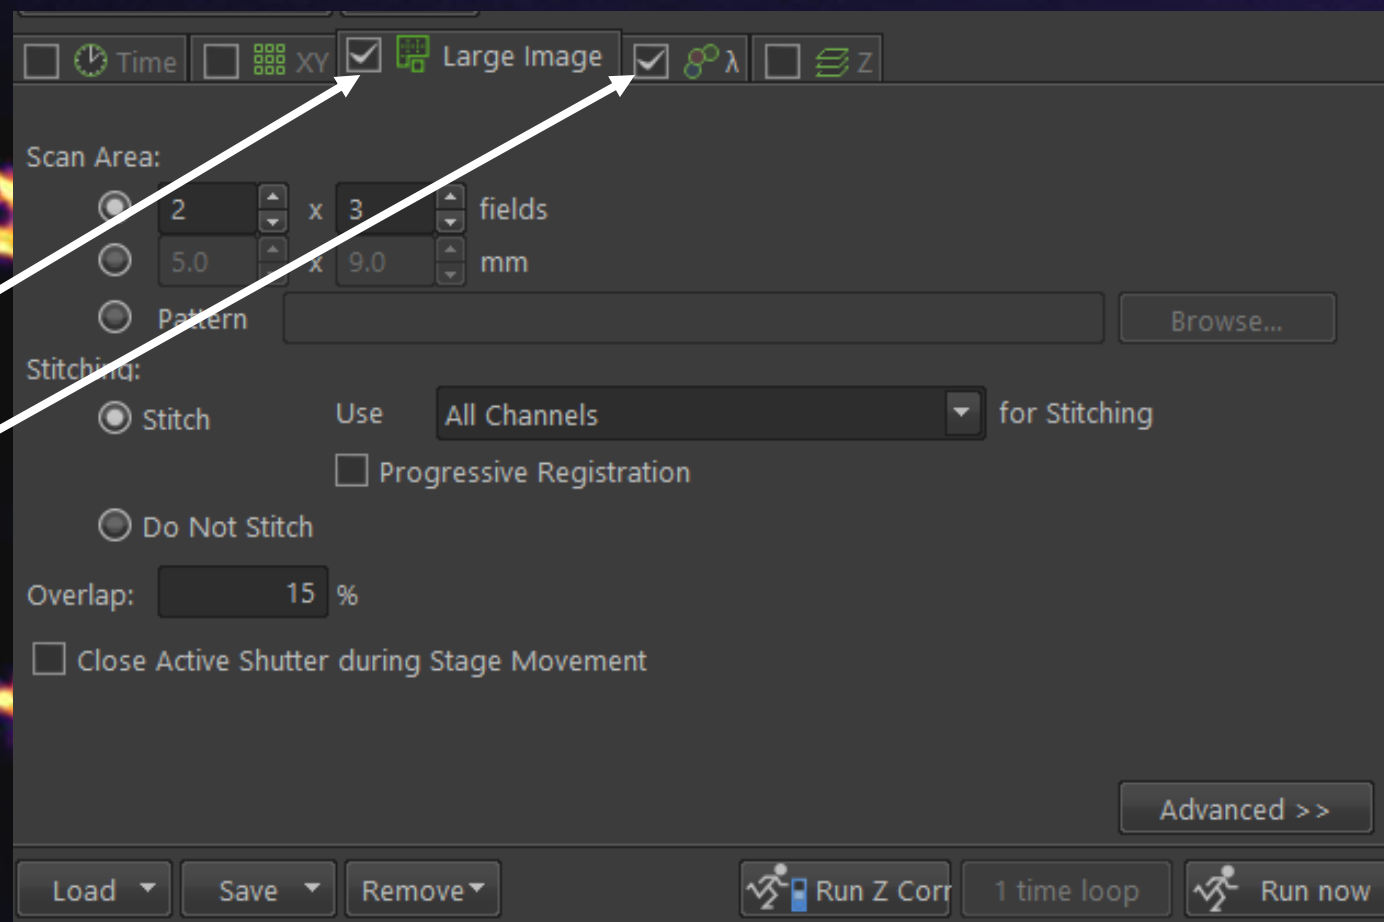 Time XY Large Image λ Z
Scan Area:
2 x 3 fields
5.0 x 9.0 mm
Pattern Browse...
Stitching:
Stitch Use All Channels for Stitching
Progressive Registration
Do Not Stitch
Overlap: 15 %
Close Active Shutter during Stage Movement
Advanced >>
Load Save Remove Run Z Corr 1 time loop Run now